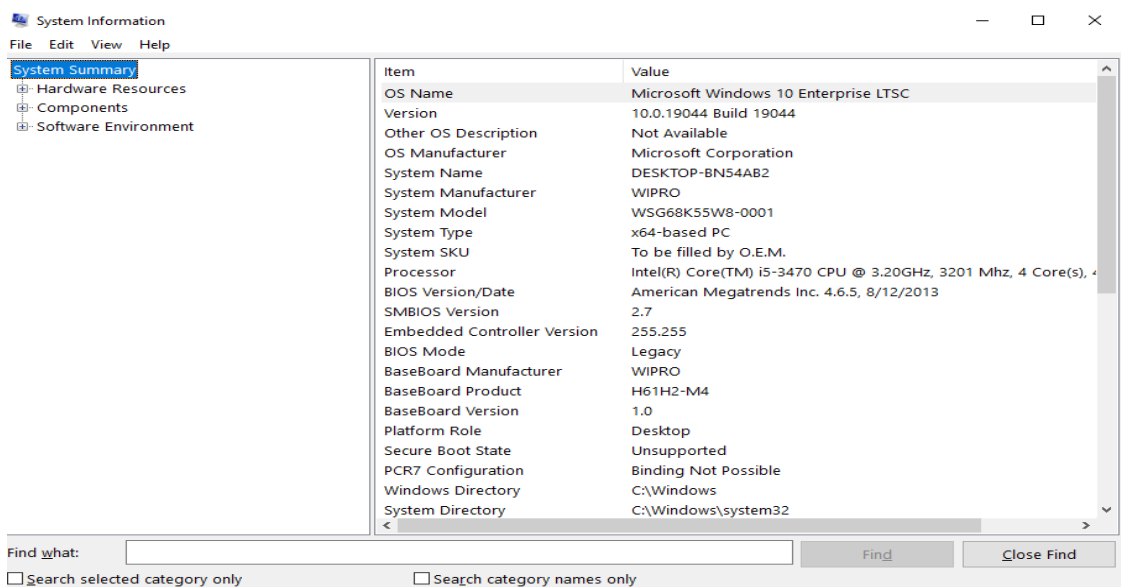 System Information
File Edit View Help
System Summary
Hardware Resources
Components
Software Environment
Item Value
OS Name Microsoft Windows 10 Enterprise LTSC
Version 10.0.19044 Build 19044
Other OS Description Not Available
OS Manufacturer Microsoft Corporation
System Name DESKTOP-BN54AB2
System Manufacturer WIPRO
System Model WSG68K55W8-0001
System Type x64-based PC
System SKU To be filled by O.E.M.
Processor Intel(R) Core(TM) i5-3470 CPU @ 3.20GHz, 3201 Mhz, 4 Core(s),
BIOS Version/Date American Megatrends Inc. 4.6.5, 8/12/2013
SMBIOS Version 2.7
Embedded Controller Version 255.255
BIOS Mode Legacy
BaseBoard Manufacturer WIPRO
BaseBoard Product H61H2-M4
BaseBoard Version 1.0
Platform Role Desktop
Secure Boot State Unsupported
PCR7 Configuration Binding Not Possible
Windows Directory C:\Windows
System Directory C:\Windows\system32
Find what: Find Close Find
Search selected category only Search category names only